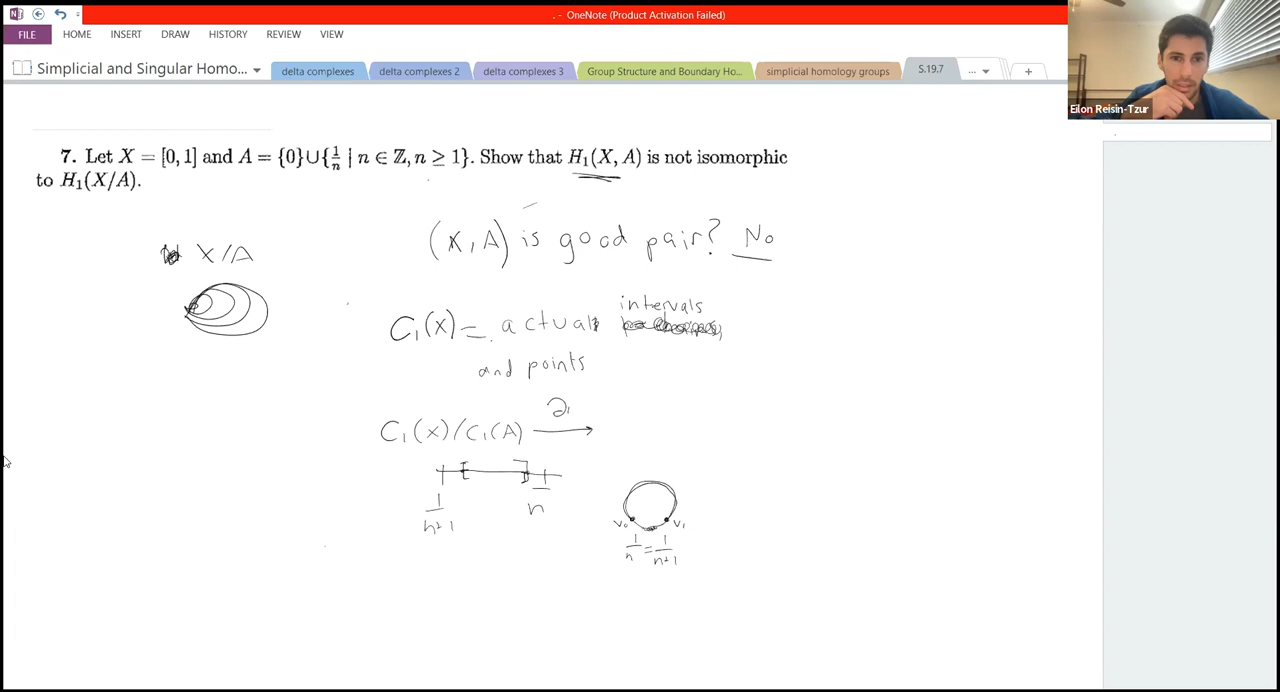 . - OneNote (Product Activation Failed)
FILE HOME INSERT DRAW HISTORY REVIEW VIEW
Simplicial and Singular Homo... delta complexes delta complexes 2 delta complexes 3 Group Structure and Boundary Ho... simplicial homology groups S.19.7 ...
Eilon Reisin-Tzur
7. Let X = [0, 1] and A = {0}∪{1/n | n ∈ ℤ, n ≥ 1}. Show that H₁(X, A) is not isomorphic
to H₁(X/A).
(X, A) is good pair? No
X/A
C₁(X) = actual intervals
and points
C₁(X)/C₁(A) ∂₁ →
1/n+1 1/n
v₀ v₁
1/n = 1/n+1